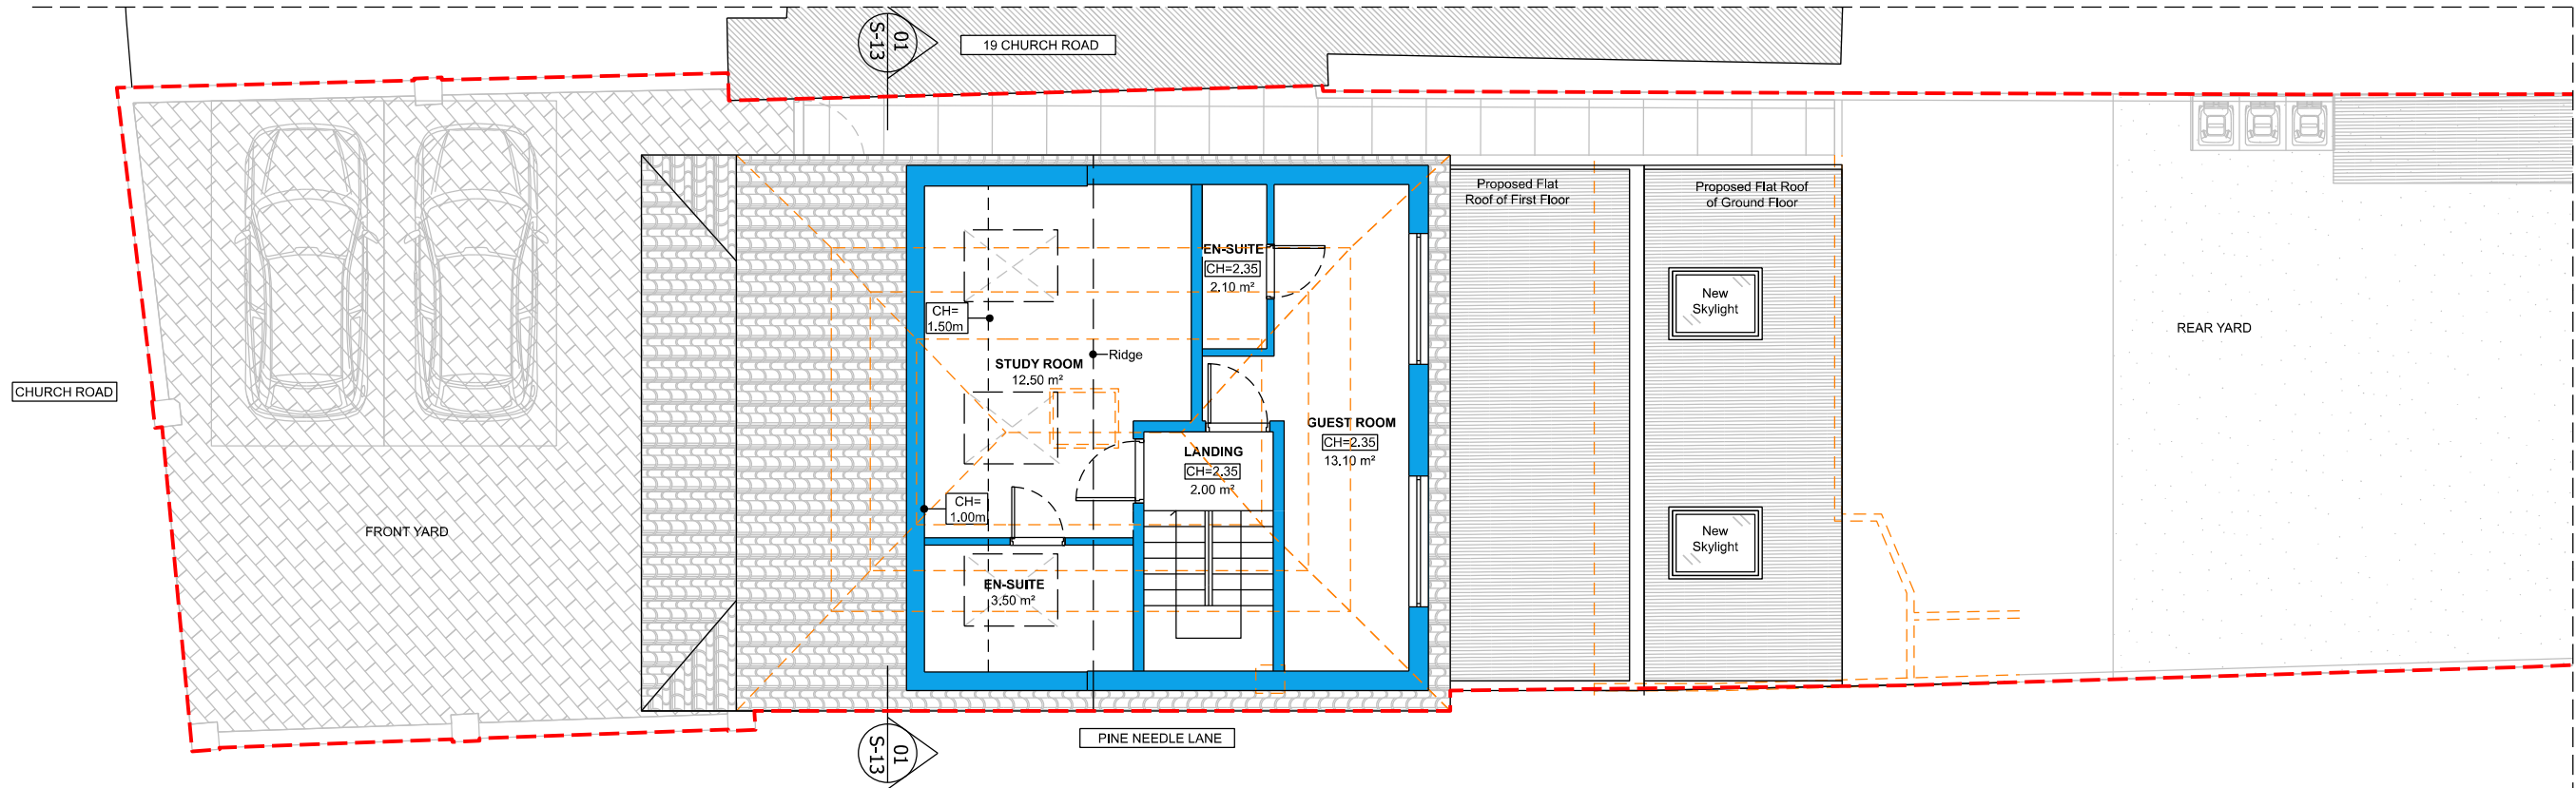 01
S-13
19 CHURCH ROAD
Proposed Flat
Roof of First Floor
Proposed Flat Roof
of Ground Floor
EN-SUITE
CH=2.35
2.10 m²
New
Skylight
CH=
1.50m
REAR YARD
Ridge
STUDY ROOM
12.50 m²
CHURCH ROAD
GUEST ROOM
CH=2.35
13.10 m²
LANDING
CH=2.35
2.00 m²
CH=
1.00m
FRONT YARD
New
Skylight
EN-SUITE
3.50 m²
01
S-13
PINE NEEDLE LANE